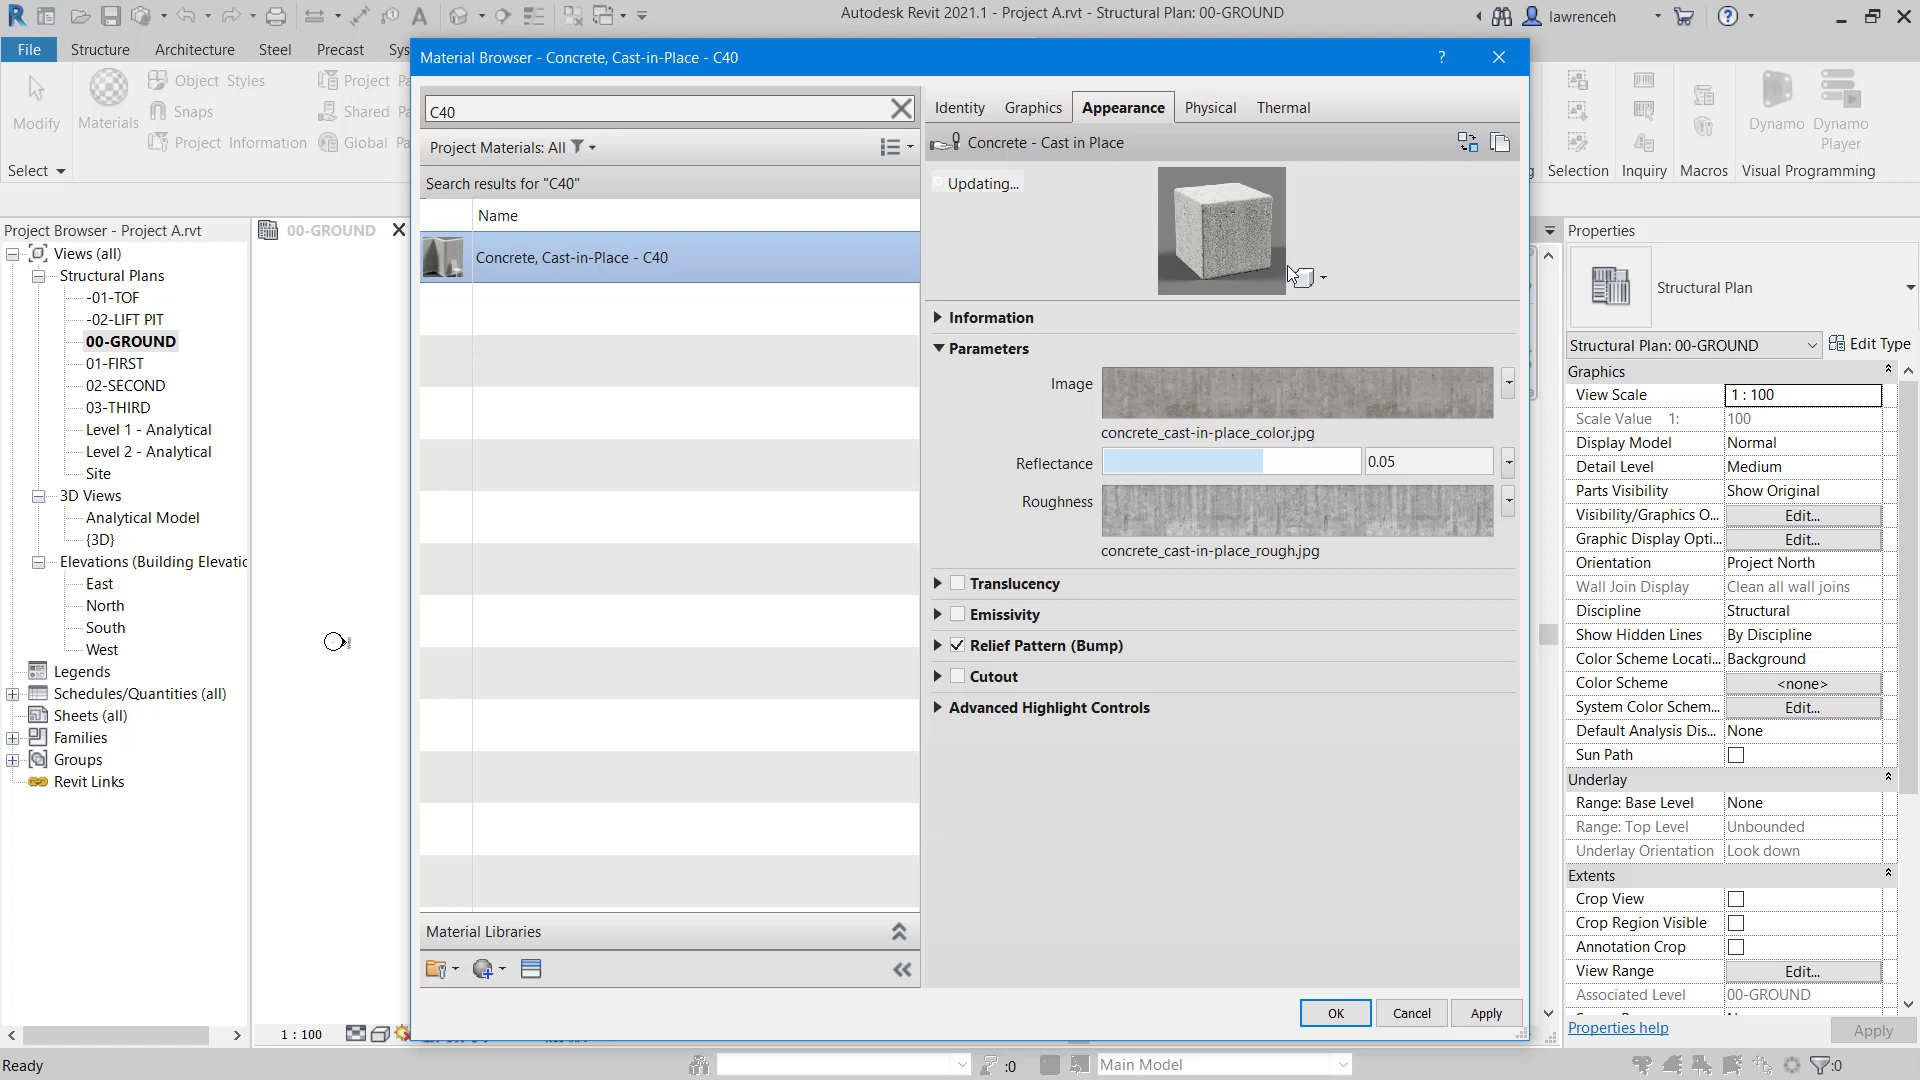 Autodesk Revit 2021.1 - Project A.rvt - Structural Plan: 00-GROUND
lawrenceh
File
Structure
Architecture
Steel
Precast
Modify
Materials
Object Styles
Snaps
Project Information
Project
Shared
Global
Select
Dynamo
Dynamo
Player
Selection
Inquiry
Macros
Visual Programming
Project Browser - Project A.rvt
Views (all)
Structural Plans
-01-TOF
-02-LIFT PIT
00-GROUND
01-FIRST
02-SECOND
03-THIRD
Level 1 - Analytical
Level 2 - Analytical
Site
3D Views
Analytical Model
{3D}
Elevations (Building Elevatic
East
North
South
West
Legends
Schedules/Quantities (all)
Sheets (all)
Families
Groups
Revit Links
00-GROUND
1 : 100
Material Browser - Concrete, Cast-in-Place - C40
?
C40
Project Materials: All
Search results for "C40"
Name
Concrete, Cast-in-Place - C40
Material Libraries
Identity
Graphics
Appearance
Physical
Thermal
Concrete - Cast in Place
Updating...
Information
Parameters
Image
concrete_cast-in-place_color.jpg
Reflectance
0.05
Roughness
concrete_cast-in-place_rough.jpg
Translucency
Emissivity
Relief Pattern (Bump)
Cutout
Advanced Highlight Controls
OK
Cancel
Apply
Properties
Structural Plan
Structural Plan: 00-GROUND
Edit Type
Graphics
View Scale
1 : 100
Scale Value 1:
100
Display Model
Normal
Detail Level
Medium
Parts Visibility
Show Original
Visibility/Graphics O...
Edit...
Graphic Display Opti...
Edit...
Orientation
Project North
Wall Join Display
Clean all wall joins
Discipline
Structural
Show Hidden Lines
By Discipline
Color Scheme Locati...
Background
Color Scheme
<none>
System Color Schem...
Edit...
Default Analysis Dis...
None
Sun Path
Underlay
Range: Base Level
None
Range: Top Level
Unbounded
Underlay Orientation
Look down
Extents
Crop View
Crop Region Visible
Annotation Crop
View Range
Edit...
Associated Level
00-GROUND
Properties help
Apply
Ready
:0
Main Model
:0